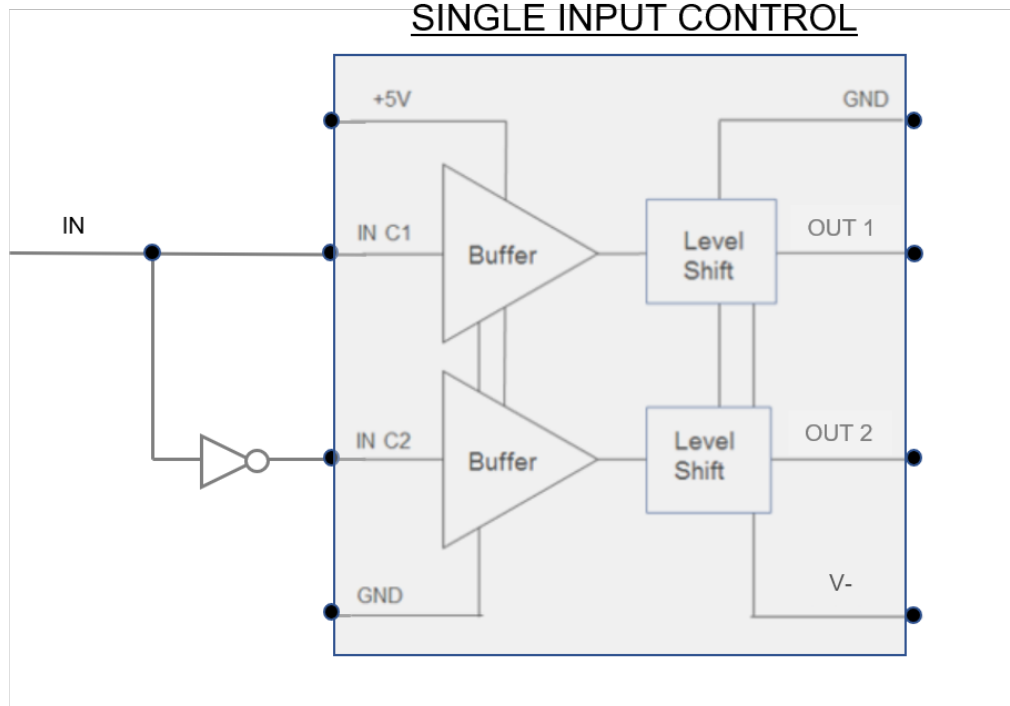 SINGLE INPUT CONTROL
+5V
GND
IN
IN C1
Buffer
Level
Shift
OUT 1
IN C2
Buffer
Level
Shift
OUT 2
GND
V-